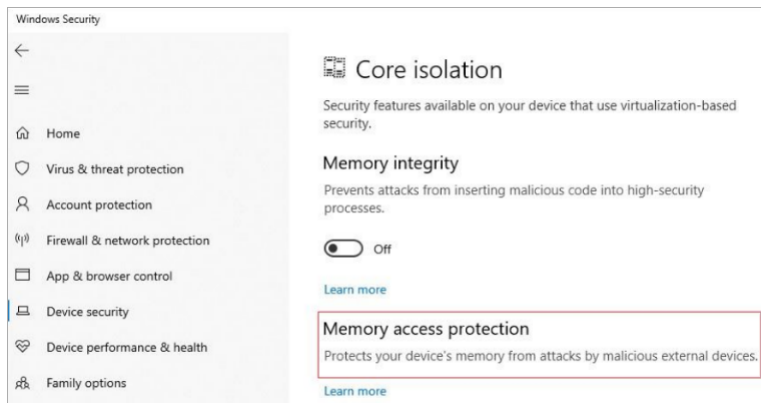 Windows Security
Home
Virus & threat protection
Account protection
Firewall & network protection
App & browser control
Device security
Device performance & health
Family options
Core isolation
Security features available on your device that use virtualization-based
security.
Memory integrity
Prevents attacks from inserting malicious code into high-security
processes.
Off
Learn more
Memory access protection
Protects your device's memory from attacks by malicious external devices.
Learn more